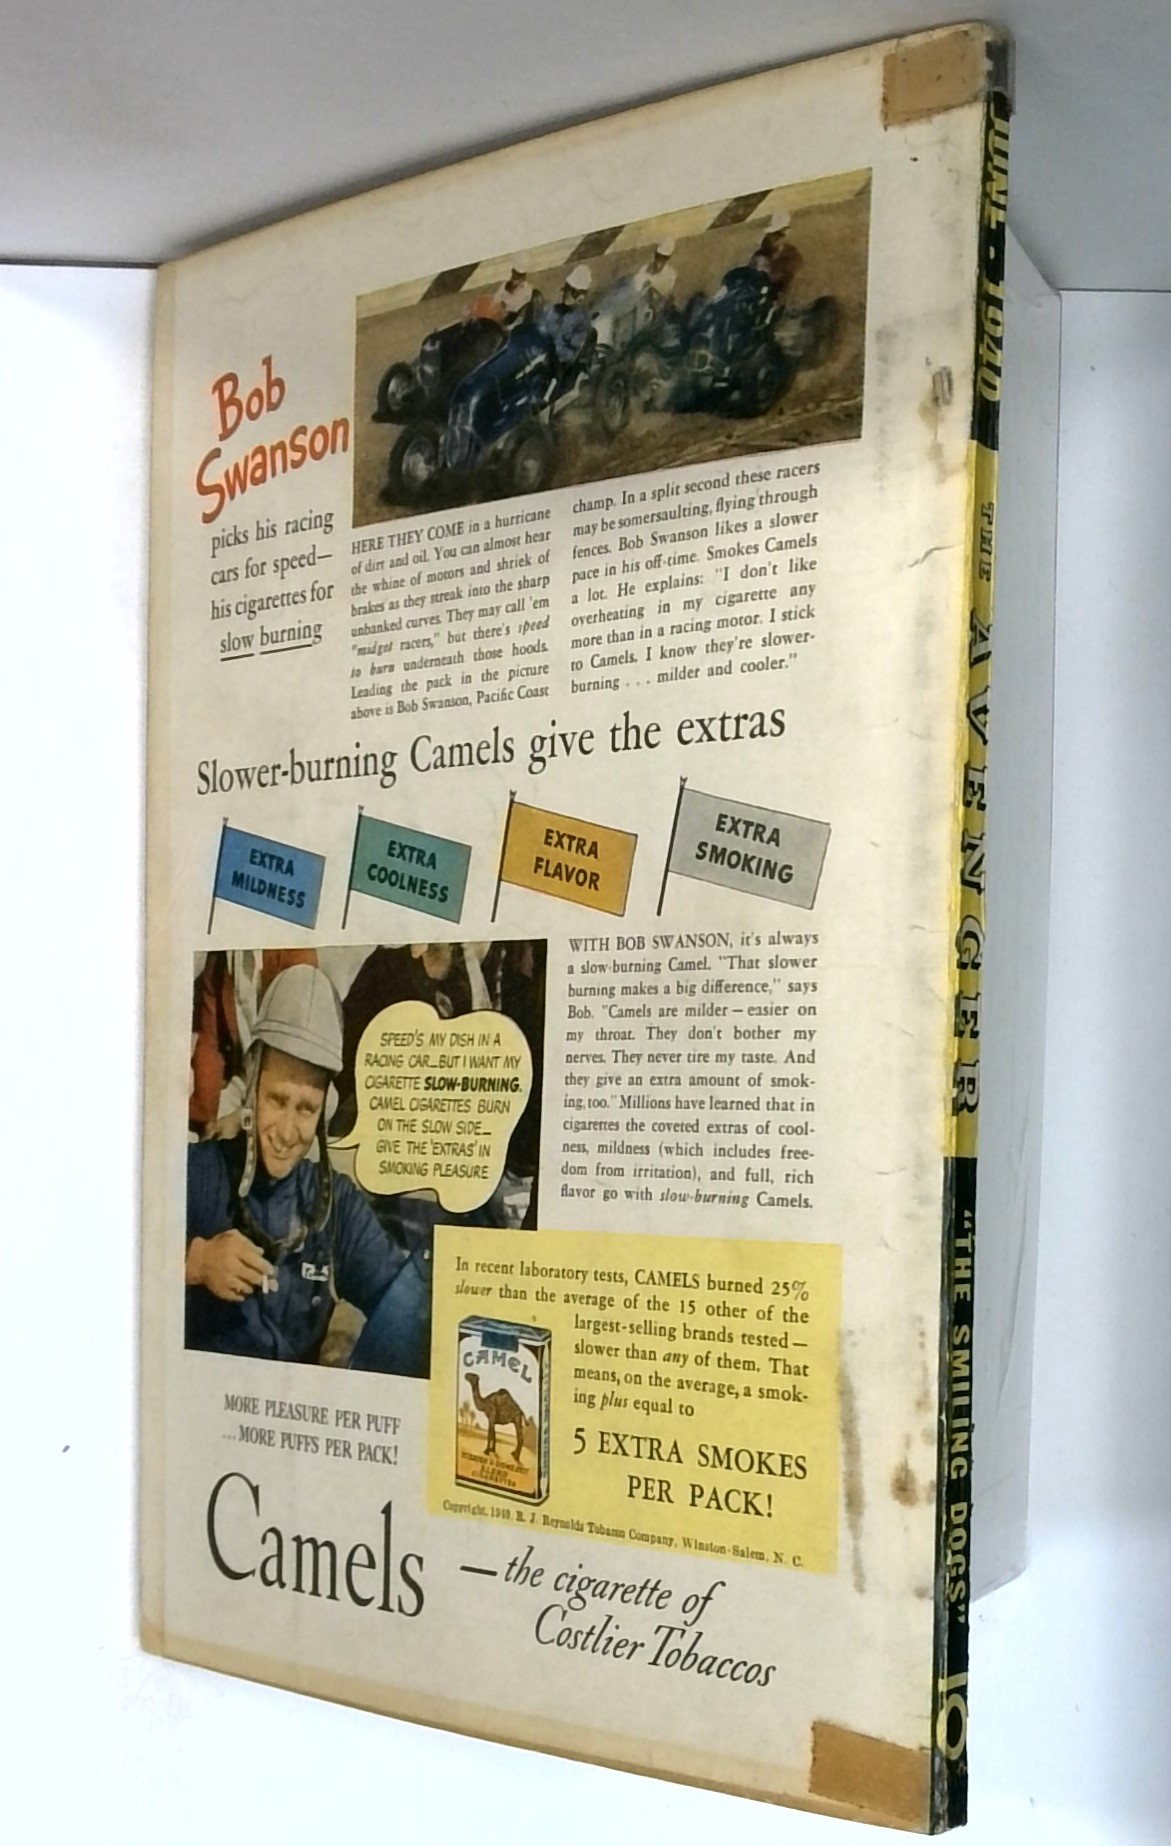 Bob
Swanson
picks his racing
cars for speed—
his cigarettes for
slow burning
HERE THEY COME in a hurricane
of dirt and oil. You can almost hear
the whine of motors and shriek of
brakes as they streak into the sharp
unbanked curves. They may call 'em
"midget racers," but there's speed
to burn underneath those hoods.
Leading the pack in the picture
above is Bob Swanson, Pacific Coast
champ. In a split second these racers
may be somersaulting, flying through
fences. Bob Swanson likes a slower
pace in his off-time. Smokes Camels
a lot. He explains: "I don't like
overheating in my cigarette any
more than in a racing motor. I stick
to Camels. I know they're slower-
burning . . . milder and cooler."
Slower-burning Camels give the extras
EXTRA
MILDNESS
EXTRA
COOLNESS
EXTRA
FLAVOR
EXTRA
SMOKING
SPEED'S MY DISH IN A
RACING CAR—BUT I WANT MY
CIGARETTE SLOW-BURNING.
CAMEL CIGARETTES BURN
ON THE SLOW SIDE—
GIVE THE 'EXTRAS' IN
SMOKING PLEASURE
WITH BOB SWANSON, it's always
a slow-burning Camel. "That slower
burning makes a big difference," says
Bob. "Camels are milder—easier on
my throat. They don't bother my
nerves. They never tire my taste. And
they give an extra amount of smok-
ing, too." Millions have learned that in
cigarettes the coveted extras of cool-
ness, mildness (which includes free-
dom from irritation), and full, rich
flavor go with slow-burning Camels.
In recent laboratory tests, CAMELS burned 25%
slower than the average of the 15 other of the
largest-selling brands tested—
slower than any of them. That
means, on the average, a smok-
ing plus equal to
5 EXTRA SMOKES
PER PACK!
CAMEL
TURKISH & DOMESTIC
BLEND
CIGARETTES
Copyright, 1940, R. J. Reynolds Tobacco Company, Winston-Salem, N. C.
MORE PLEASURE PER PUFF
...MORE PUFFS PER PACK!
Camels
—the cigarette of
Costlier Tobaccos
JUNE - 1940
THE AVENGER
"THE SMILING DOGS"
10¢